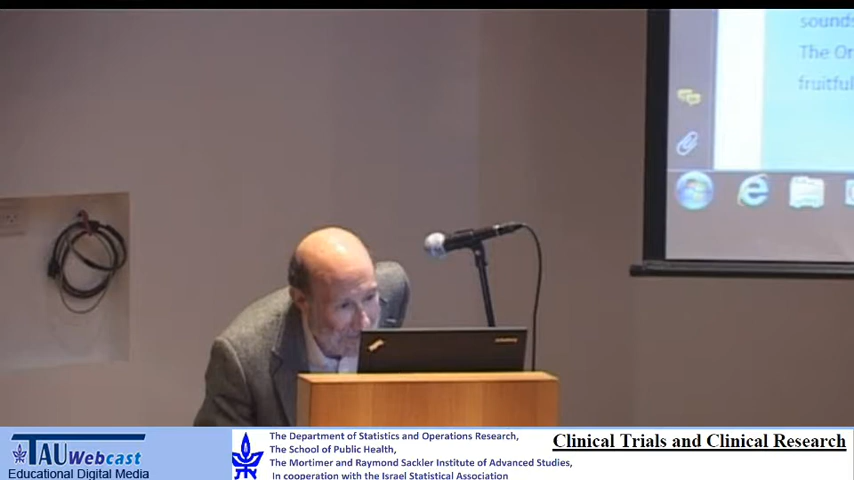 sounds
The Or
fruitful
TAU Webcast
Educational Digital Media
The Department of Statistics and Operations Research,
The School of Public Health,
The Mortimer and Raymond Sackler Institute of Advanced Studies,
In cooperation with the Israel Statistical Association
Clinical Trials and Clinical Research